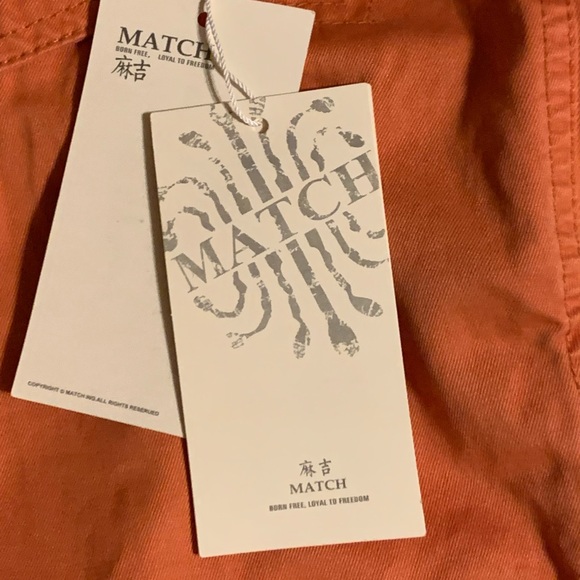 MATCH
BORN FREE, LOYAL TO FREEDOM
麻吉
COPYRIGHT © MATCH.ING.ALL RIGHTS RESERVED
MATCH
麻吉
MATCH
BORN FREE, LOYAL TO FREEDOM